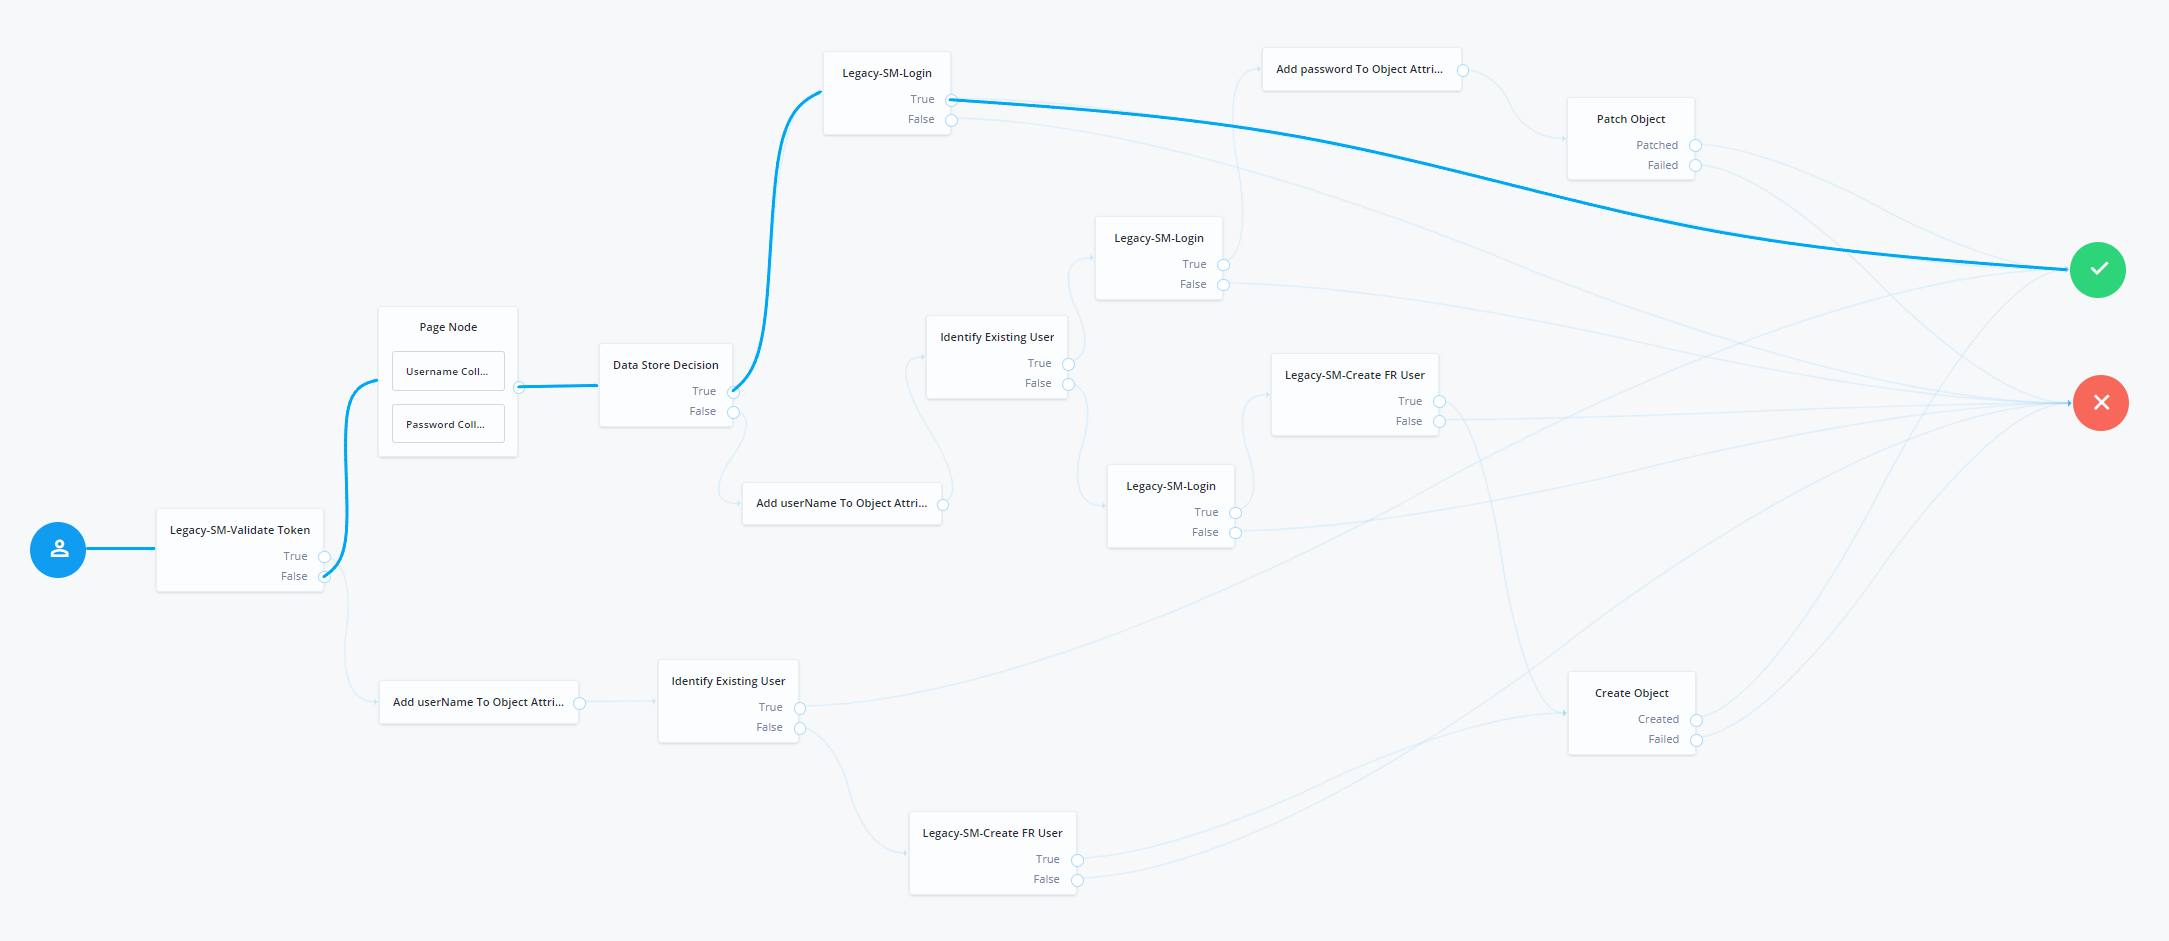 Legacy-SM-Login
True
False
Add password To Object Attri...
Patch Object
Patched
Failed
Legacy-SM-Login
True
False
Page Node
Username Coll...
Password Coll...
Data Store Decision
True
False
Identify Existing User
True
False
Legacy-SM-Create FR User
True
False
Add userName To Object Attri...
Legacy-SM-Login
True
False
Legacy-SM-Validate Token
True
False
Add userName To Object Attri...
Identify Existing User
True
False
Create Object
Created
Failed
Legacy-SM-Create FR User
True
False